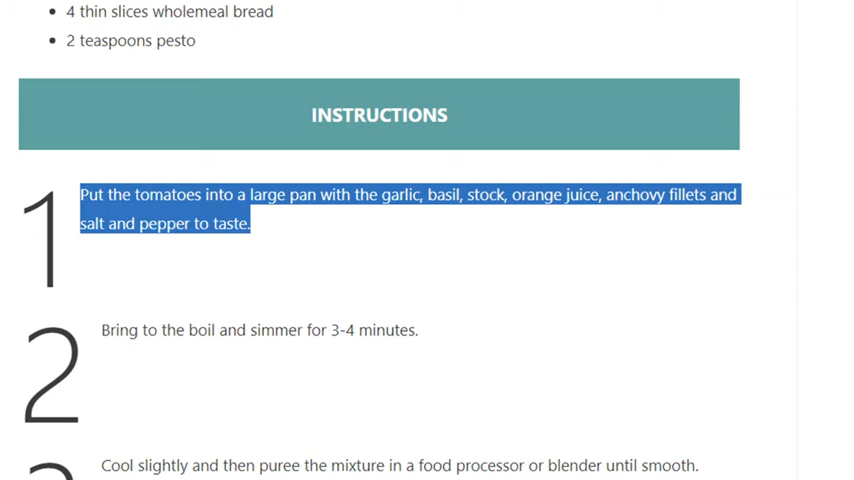 4 thin slices wholemeal bread
2 teaspoons pesto
INSTRUCTIONS
1
Put the tomatoes into a large pan with the garlic, basil, stock, orange juice, anchovy fillets and
salt and pepper to taste.
2
Bring to the boil and simmer for 3-4 minutes.
3
Cool slightly and then puree the mixture in a food processor or blender until smooth.